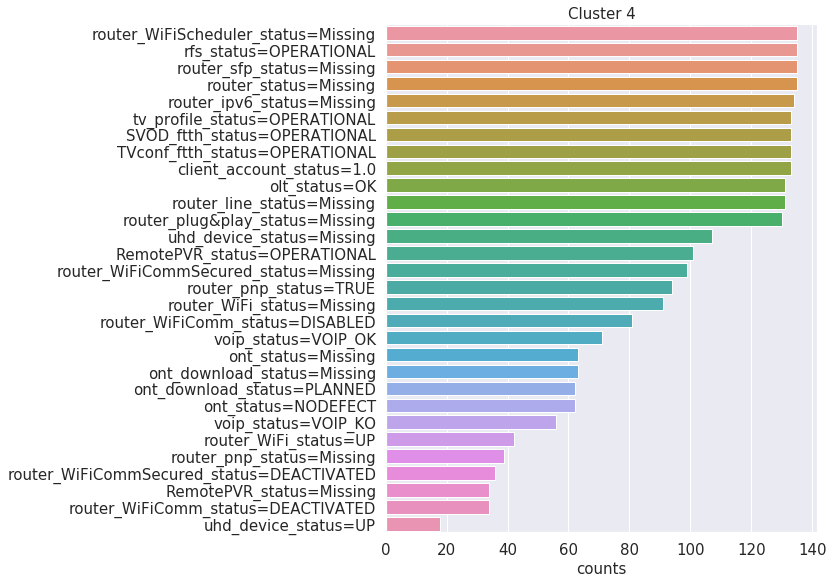 Cluster 4
router_WiFiScheduler_status=Missing
rfs_status=OPERATIONAL
router_sfp_status=Missing
router_status=Missing
router_ipv6_status=Missing
tv_profile_status=OPERATIONAL
SVOD_ftth_status=OPERATIONAL
TVconf_ftth_status=OPERATIONAL
client_account_status=1.0
olt_status=OK
router_line_status=Missing
router_plug&play_status=Missing
uhd_device_status=Missing
RemotePVR_status=OPERATIONAL
router_WiFiCommSecured_status=Missing
router_pnp_status=TRUE
router_WiFi_status=Missing
router_WiFiComm_status=DISABLED
voip_status=VOIP_OK
ont_status=Missing
ont_download_status=Missing
ont_download_status=PLANNED
ont_status=NODEFECT
voip_status=VOIP_KO
router_WiFi_status=UP
router_pnp_status=Missing
router_WiFiCommSecured_status=DEACTIVATED
RemotePVR_status=Missing
router_WiFiComm_status=DEACTIVATED
uhd_device_status=UP
0 20 40 60 80 100 120 140
counts